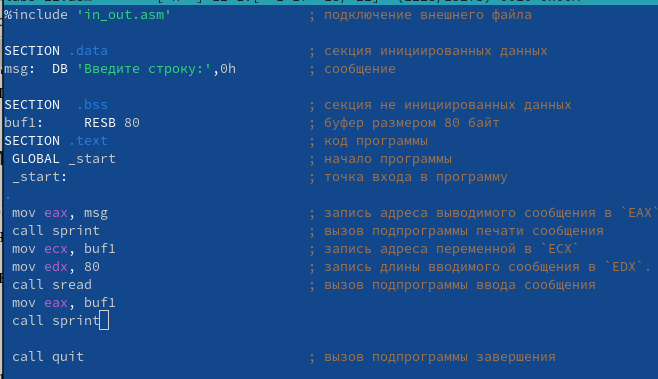 %include 'in_out.asm' ; подключение внешнего файла
SECTION .data ; секция инициированных данных
msg: DB 'Введите строку:',0h ; сообщение
SECTION .bss ; секция не инициированных данных
buf1: RESB 80 ; буфер размером 80 байт
SECTION .text ; код программы
GLOBAL _start ; начало программы
_start: ; точка входа в программу
.
mov eax, msg ; запись адреса выводимого сообщения в `EAX`
call sprint ; вызов подпрограммы печати сообщения
mov ecx, buf1 ; запись адреса переменной в `ECX`
mov edx, 80 ; запись длины вводимого сообщения в `EDX`.
call sread ; вызов подпрограммы ввода сообщения
mov eax, buf1
call sprint
call quit ; вызов подпрограммы завершения